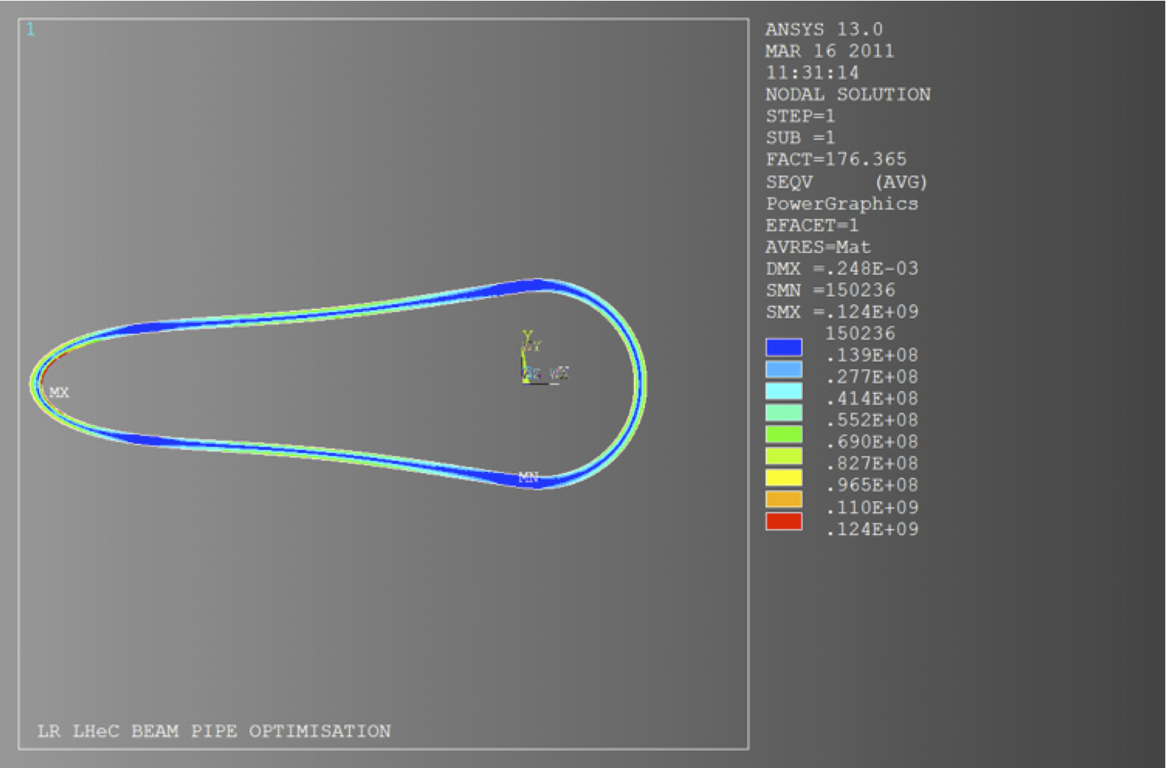 1
ANSYS 13.0
MAR 16 2011
11:31:14
NODAL SOLUTION
STEP=1
SUB =1
FACT=176.365
SEQV     (AVG)
PowerGraphics
EFACET=1
AVRES=Mat
DMX =.248E-03
SMN =150236
SMX =.124E+09
150236
.139E+08
.277E+08
.414E+08
.552E+08
.690E+08
.827E+08
.965E+08
.110E+09
.124E+09
Y
MX
MN
LR LHeC BEAM PIPE OPTIMISATION